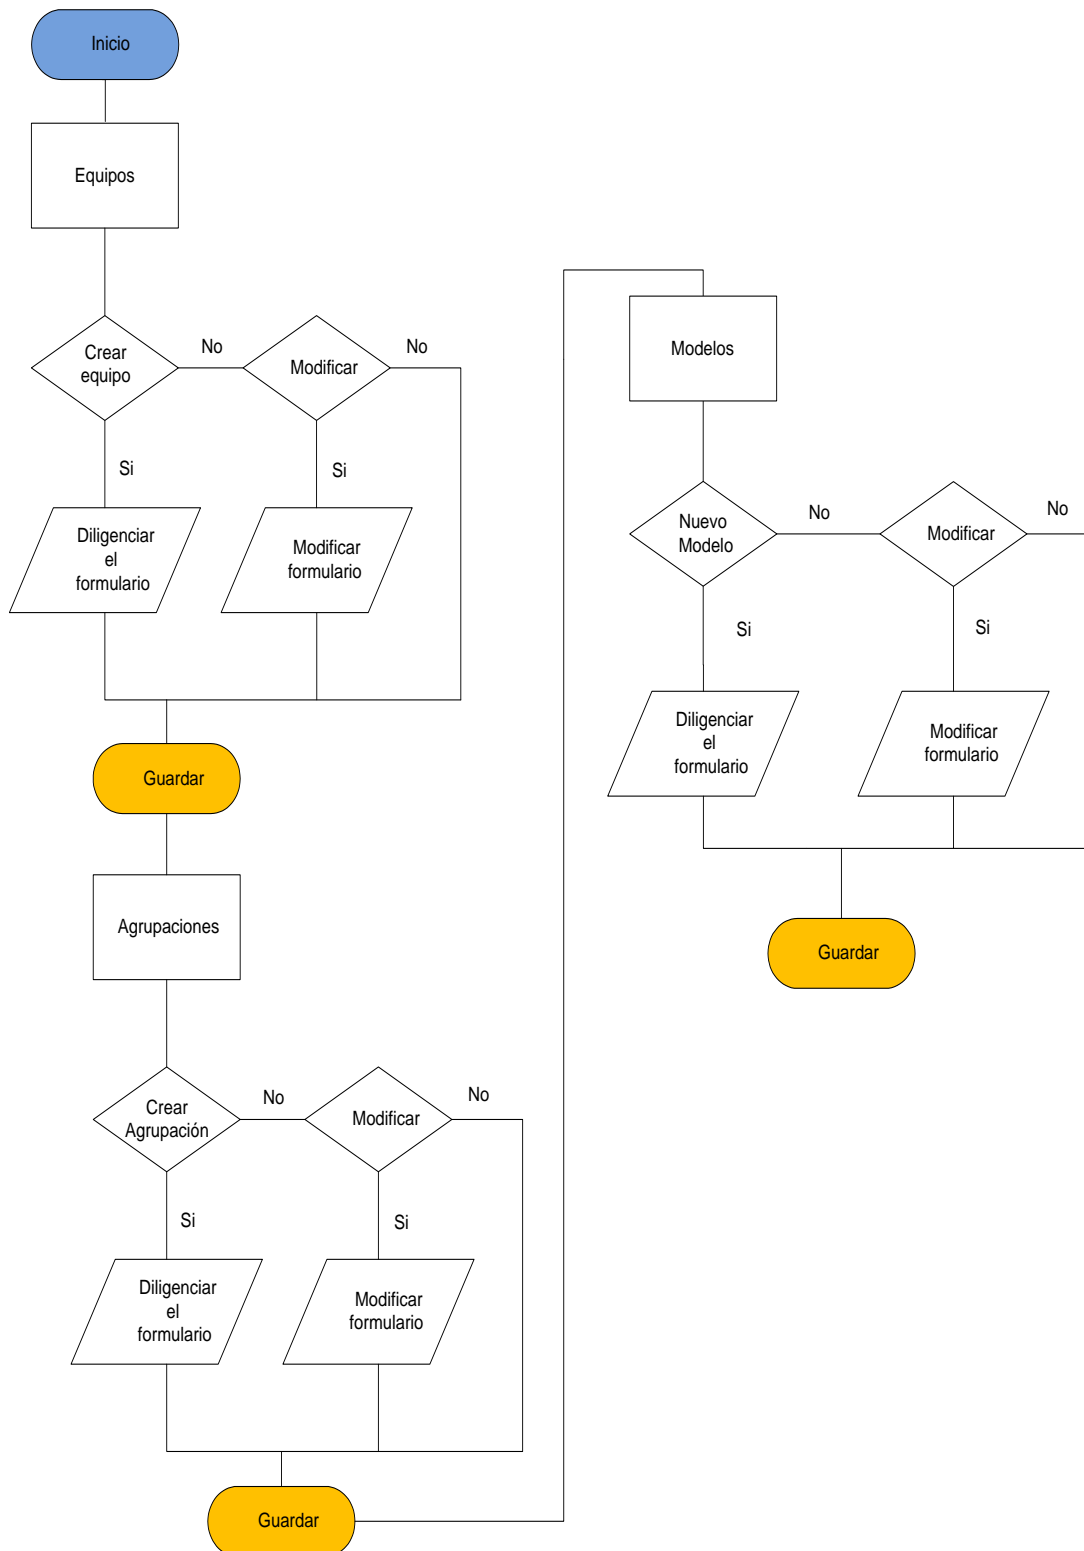 Inicio
Equipos
Crear
equipo
No
Modificar
No
Si
Si
Diligenciar
el
formulario
Modificar
formulario
Guardar
Agrupaciones
Crear
Agrupación
No
Modificar
No
Si
Si
Diligenciar
el
formulario
Modificar
formulario
Guardar
Modelos
Nuevo
Modelo
No
Modificar
No
Si
Si
Diligenciar
el
formulario
Modificar
formulario
Guardar